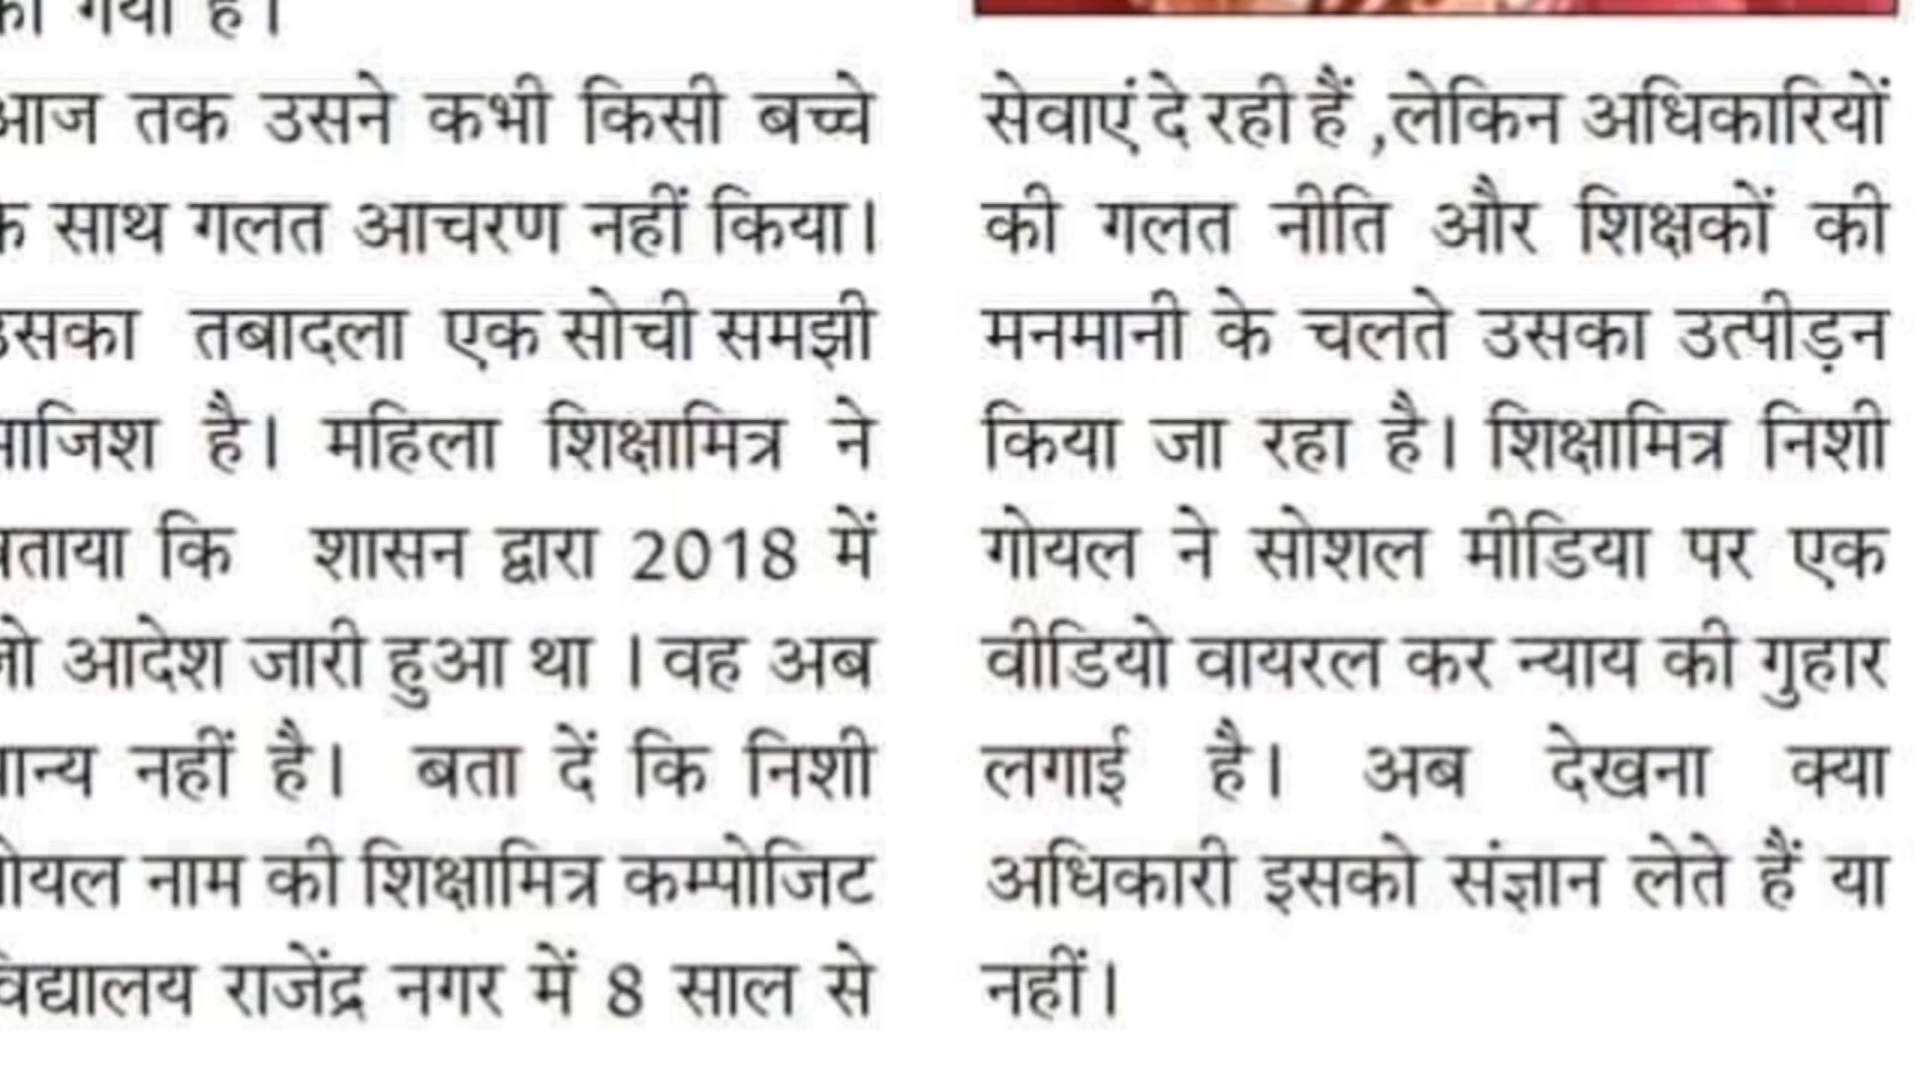 गया है।
आज तक उसने कभी किसी बच्चे
साथ गलत आचरण नहीं किया।
उसका तबादला एक सोची समझी
साजिश है। महिला शिक्षामित्र ने
बताया कि शासन द्वारा 2018 में
जो आदेश जारी हुआ था । वह अब
मान्य नहीं है। बता दें कि निशी
गोयल नाम की शिक्षामित्र कम्पोजिट
विद्यालय राजेंद्र नगर में 8 साल से
सेवाएं दे रही हैं ,लेकिन अधिकारियों
की गलत नीति और शिक्षकों की
मनमानी के चलते उसका उत्पीड़न
किया जा रहा है। शिक्षामित्र निशी
गोयल ने सोशल मीडिया पर एक
वीडियो वायरल कर न्याय की गुहार
लगाई है। अब देखना क्या
अधिकारी इसको संज्ञान लेते हैं या
नहीं।